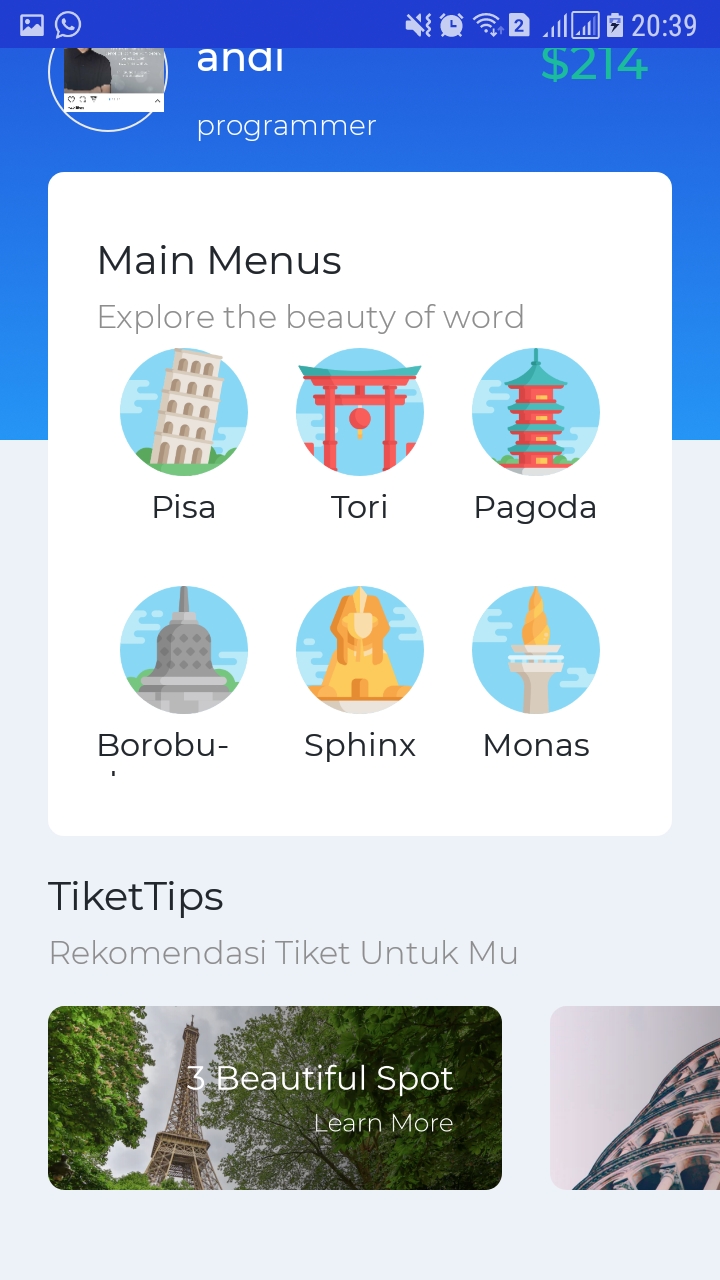 2
20:39
andi
$214
programmer
Main Menus
Explore the beauty of word
Pisa
Tori
Pagoda
Borobu-
Sphinx
Monas
TiketTips
Rekomendasi Tiket Untuk Mu
3 Beautiful Spot
Learn More